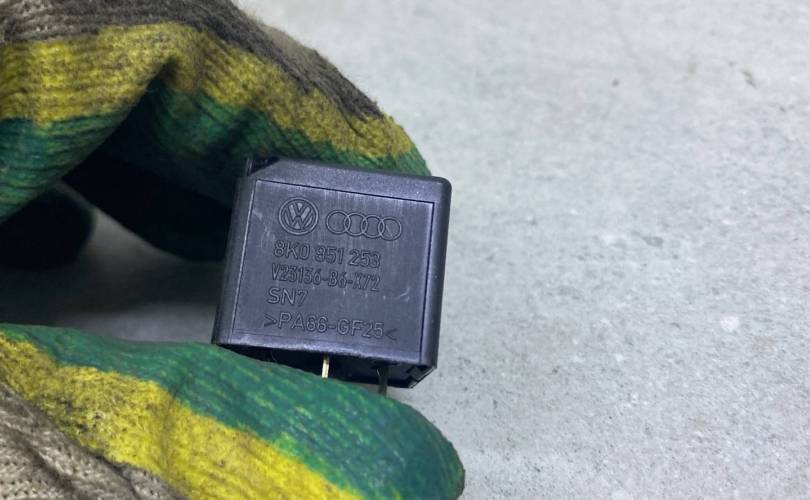 8K0 951 253
V23136-B6-X72
SN7
>PA66-GF25<